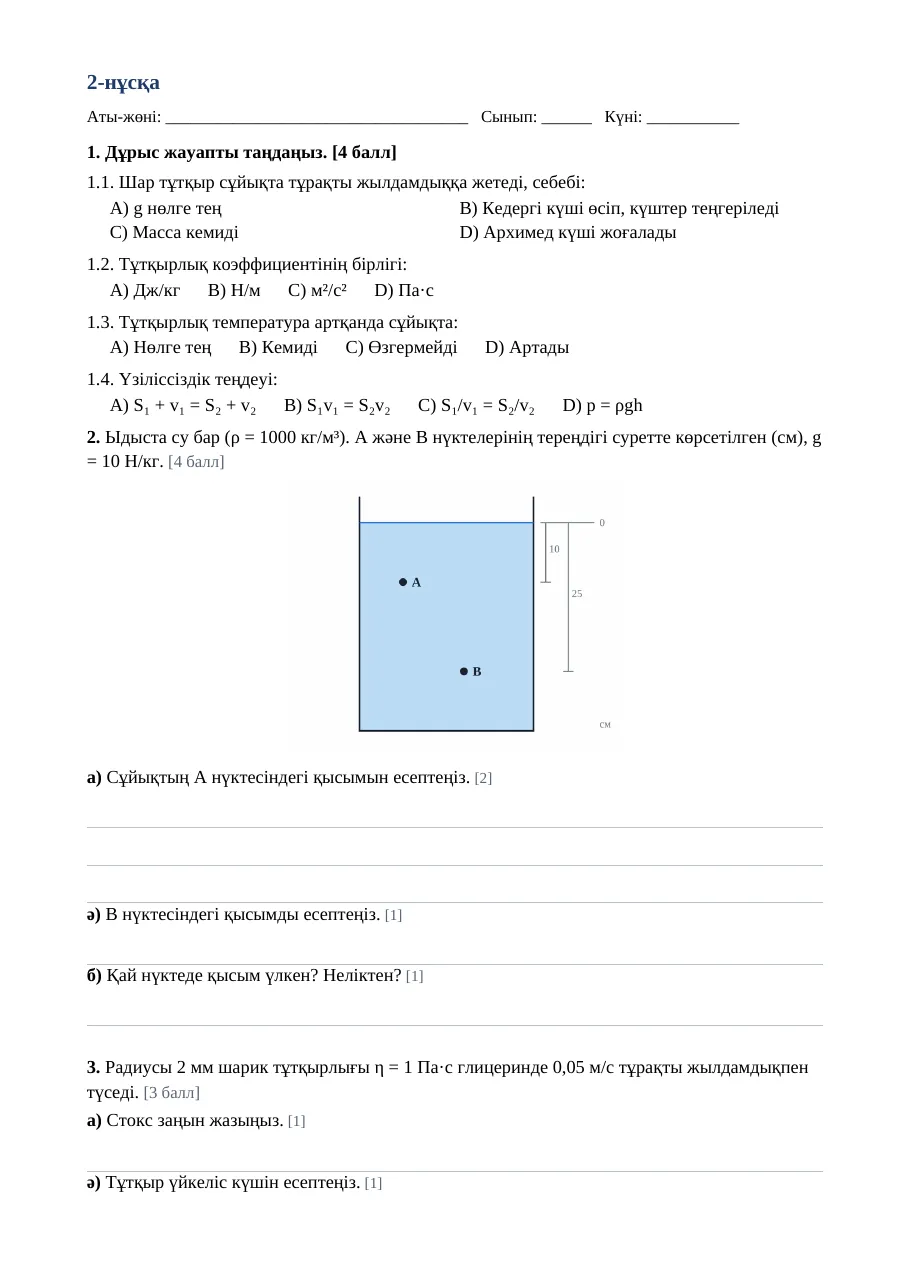 2-нұсқа
Аты-жөні: ____________________________________ Сынып: ______ Күні: ___________
1. Дұрыс жауапты таңдаңыз. [4 балл]
1.1. Шар тұтқыр сұйықта тұрақты жылдамдыққа жетеді, себебі:
A) g нөлге тең B) Кедергі күші өсіп, күштер теңгеріледі
C) Масса кемиді D) Архимед күші жоғалады
1.2. Тұтқырлық коэффициентінің бірлігі:
A) Дж/кг B) Н/м C) м²/с² D) Па·с
1.3. Тұтқырлық температура артқанда сұйықта:
A) Нөлге тең B) Кемиді C) Өзгермейді D) Артады
1.4. Үзіліссіздік теңдеуі:
A) S₁ + v₁ = S₂ + v₂ B) S₁v₁ = S₂v₂ C) S₁/v₁ = S₂/v₂ D) p = ρgh
2. Ыдыста су бар (ρ = 1000 кг/м³). А және В нүктелерінің тереңдігі суретте көрсетілген (см), g
= 10 Н/кг. [4 балл]
0
10
A
25
B
см
а) Сұйықтың А нүктесіндегі қысымын есептеңіз. [2]
ә) В нүктесіндегі қысымды есептеңіз. [1]
б) Қай нүктеде қысым үлкен? Неліктен? [1]
3. Радиусы 2 мм шарик тұтқырлығы η = 1 Па·с глицеринде 0,05 м/с тұрақты жылдамдықпен
түседі. [3 балл]
а) Стокс заңын жазыңыз. [1]
ә) Тұтқыр үйкеліс күшін есептеңіз. [1]